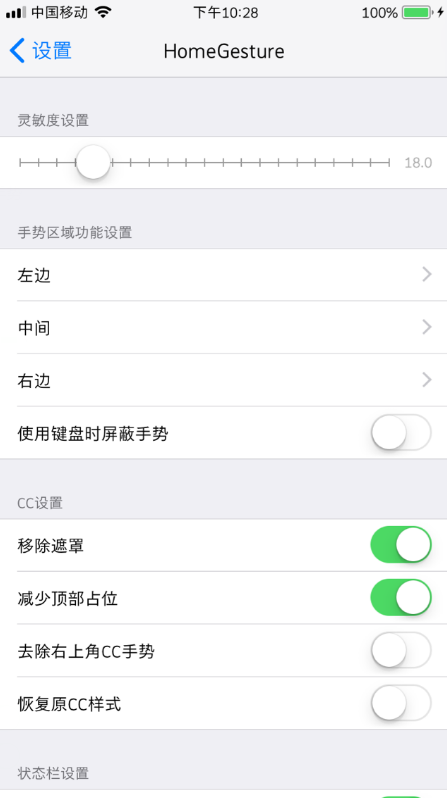 中国移动 下午10:28 100%
设置 HomeGesture
灵敏度设置
18.0
手势区域功能设置
左边
中间
右边
使用键盘时屏蔽手势
CC设置
移除遮罩
减少顶部占位
去除右上角CC手势
恢复原CC样式
状态栏设置